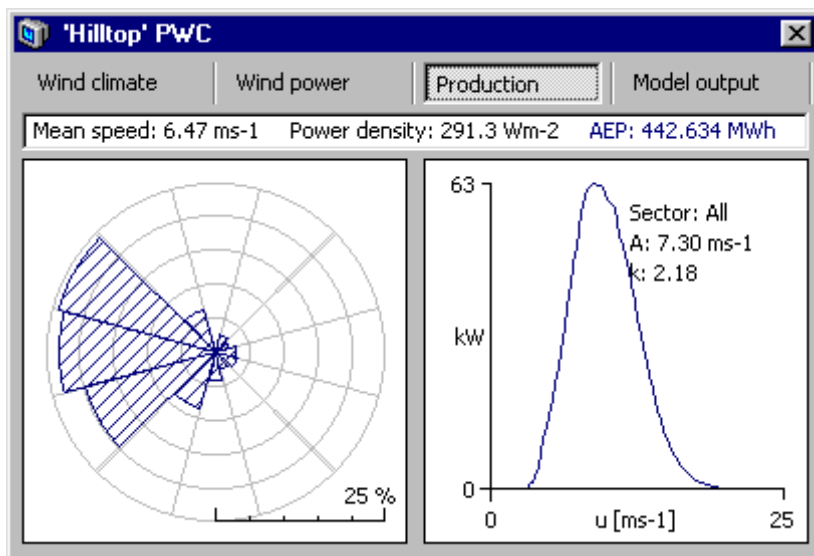 'Hilltop' PWC
Wind climate Wind power Production Model output
Mean speed: 6.47 ms-1 Power density: 291.3 Wm-2 AEP: 442.634 MWh
25 %
63
Sector: All
A: 7.30 ms-1
k: 2.18
kW
0
0 u [ms-1] 25